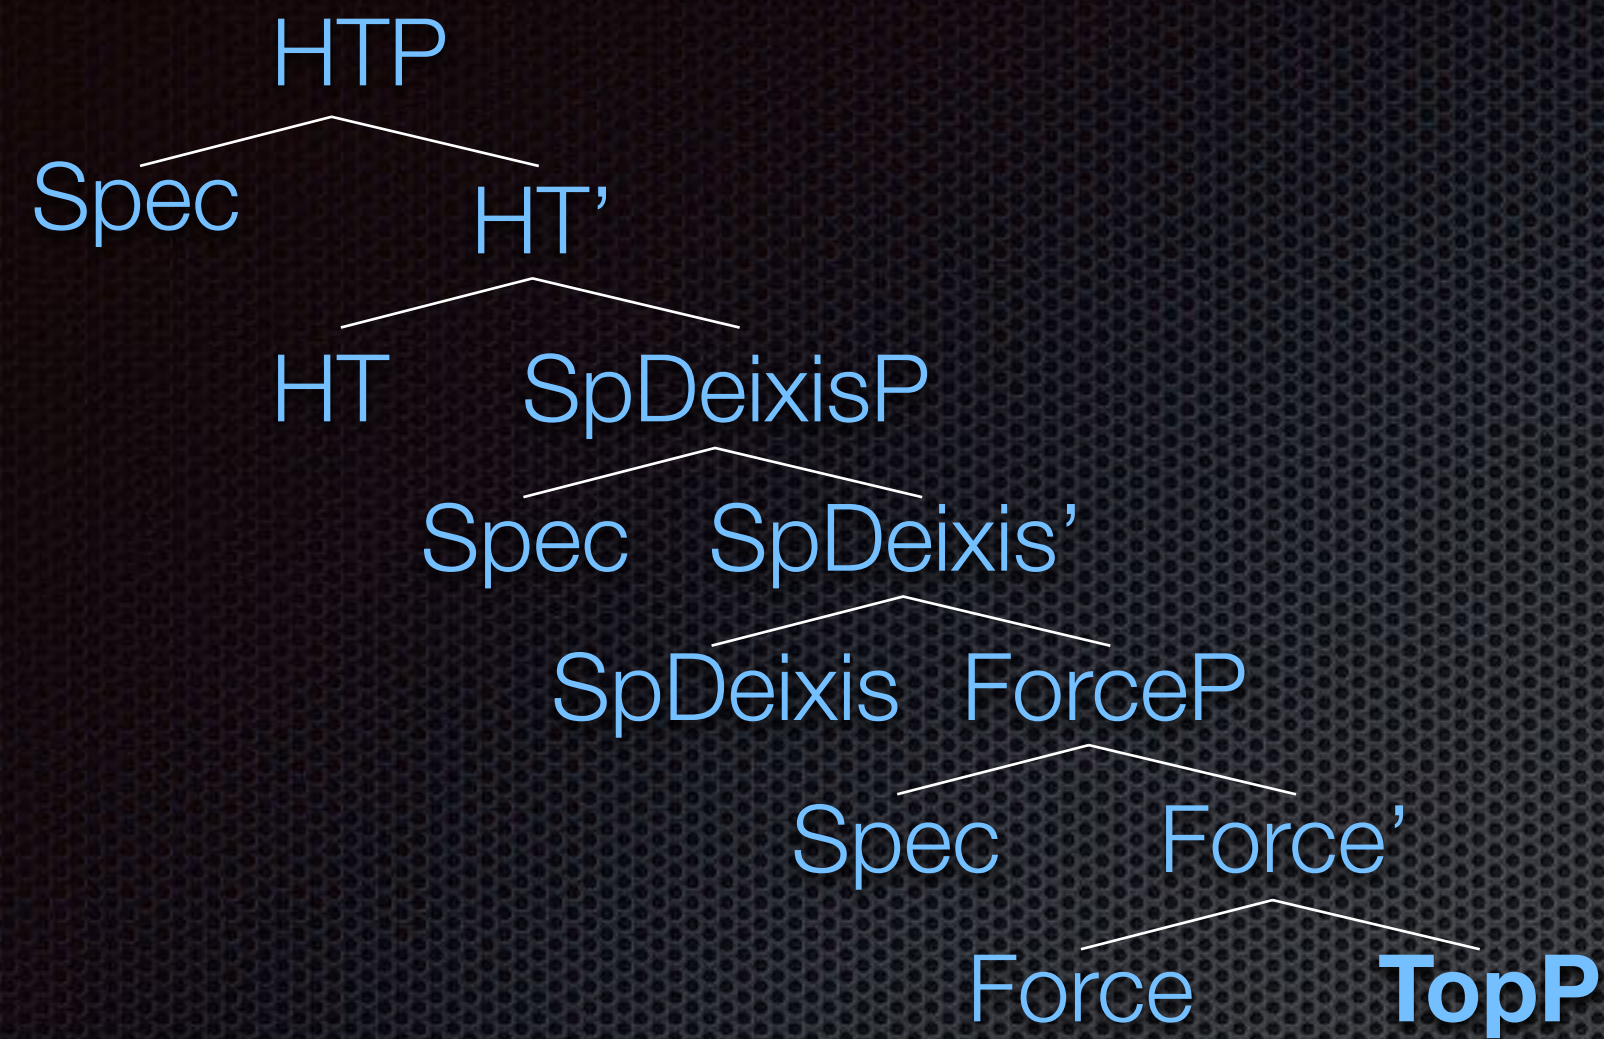 HTP
Spec HT’
HT SpDeixisP
Spec SpDeixis’
SpDeixis ForceP
Spec Force’
Force TopP